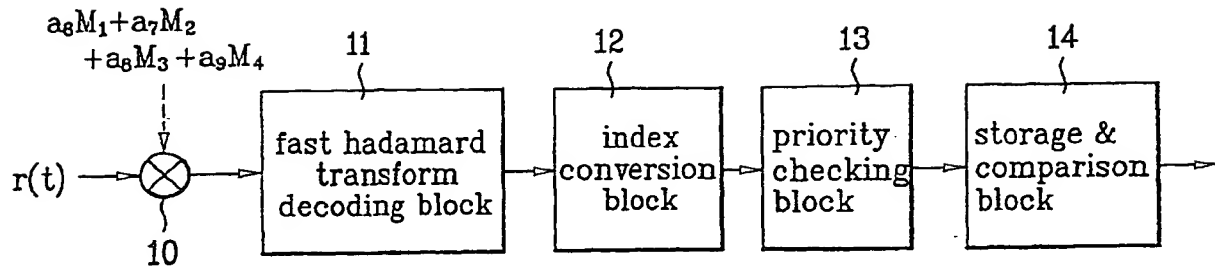 a₆M₁+a₇M₂
+a₈M₃+a₉M₄
11
12
13
14
r(t)
fast hadamard
transform
decoding block
index
conversion
block
priority
checking
block
storage &
comparison
block
10